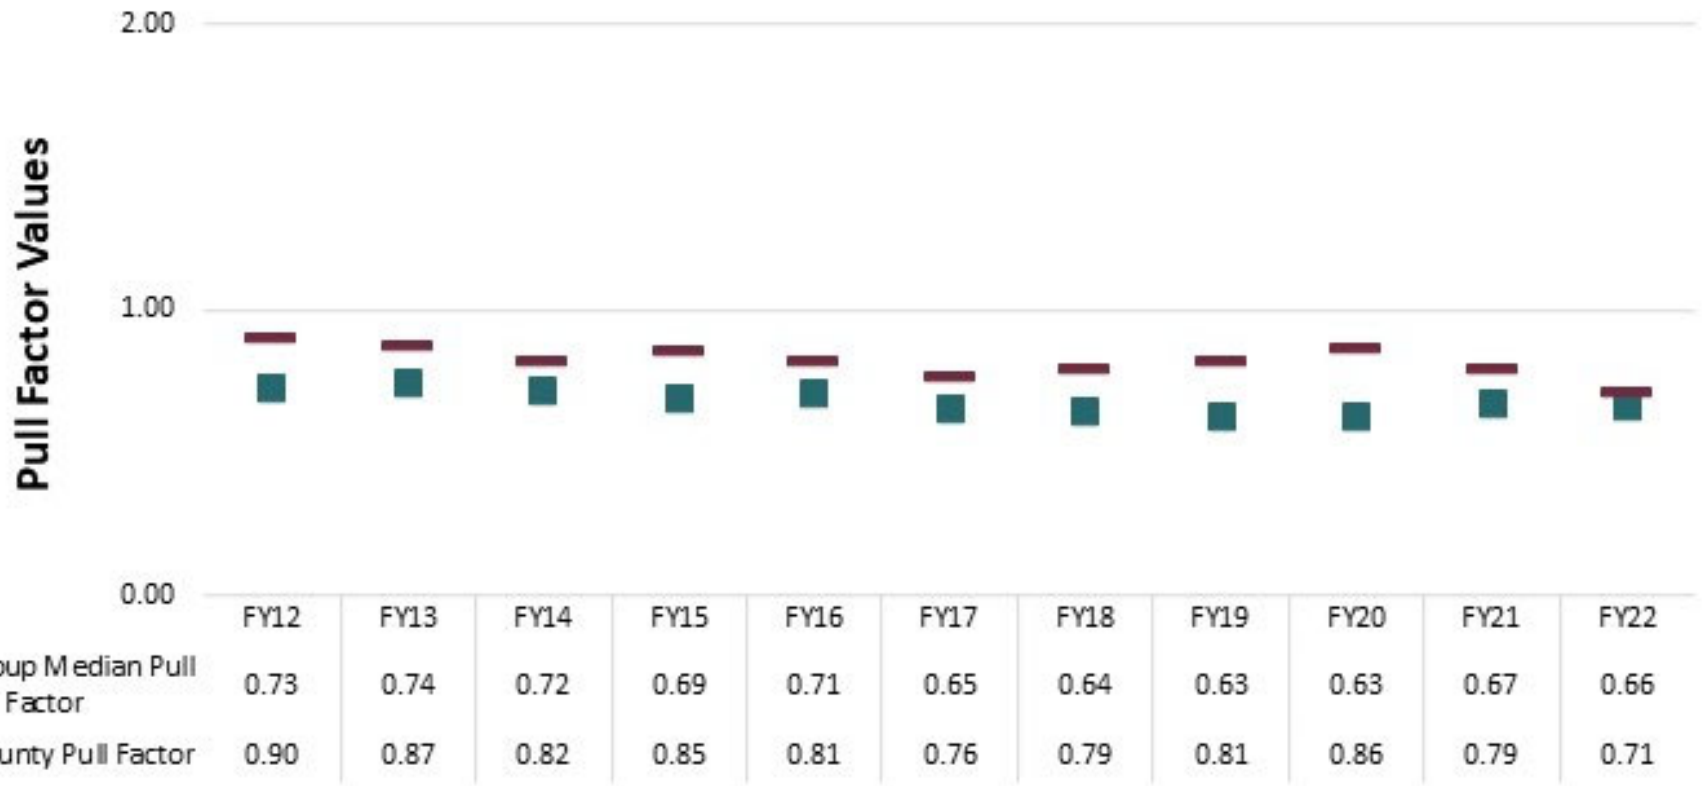 2.00
Pull Factor Values
1.00
0.00
FY12 FY13 FY14 FY15 FY16 FY17 FY18 FY19 FY20 FY21 FY22
Median Pull
Factor 0.73 0.74 0.72 0.69 0.71 0.65 0.64 0.63 0.63 0.67 0.66
Pull Factor 0.90 0.87 0.82 0.85 0.81 0.76 0.79 0.81 0.86 0.79 0.71